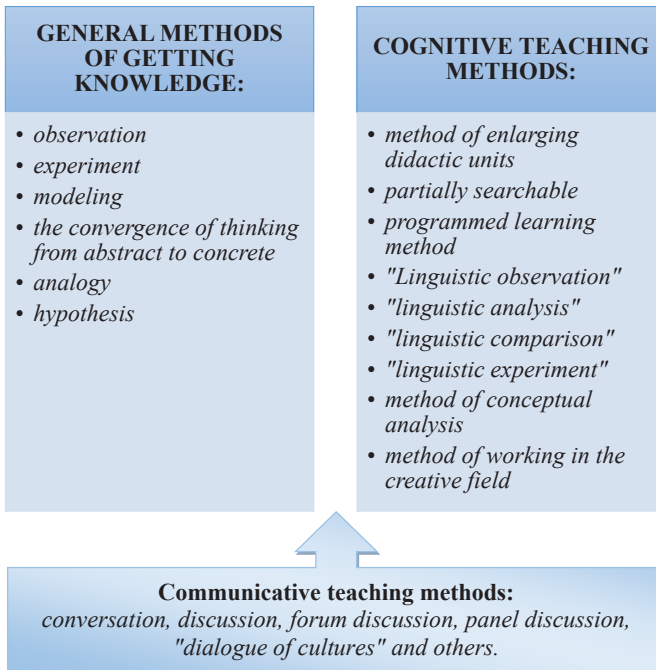 GENERAL METHODS
OF GETTING
KNOWLEDGE:
• observation
• experiment
• modeling
• the convergence of thinking
from abstract to concrete
• analogy
• hypothesis
COGNITIVE TEACHING
METHODS:
• method of enlarging
didactic units
• partially searchable
• programmed learning
method
• "Linguistic observation"
• "linguistic analysis"
• "linguistic comparison"
• "linguistic experiment"
• method of conceptual
analysis
• method of working in the
creative field
Communicative teaching methods:
conversation, discussion, forum discussion, panel discussion,
"dialogue of cultures" and others.